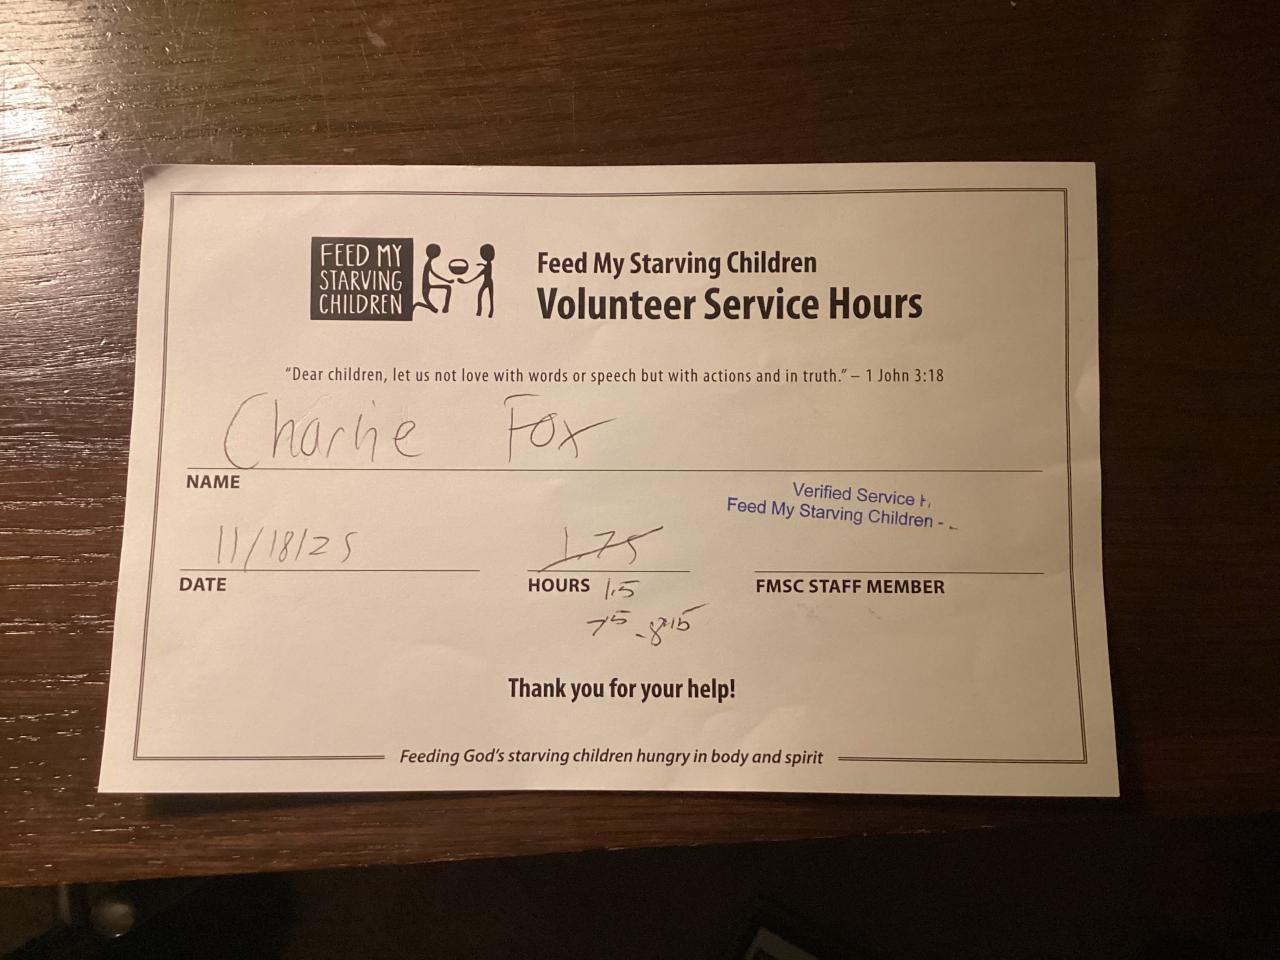 FEED MY
STARVING
CHILDREN
Feed My Starving Children
Volunteer Service Hours
“Dear children, let us not love with words or speech but with actions and in truth.” – 1 John 3:18
Charlie Fox
NAME
Verified Service
Feed My Starving Children -
11/18/25 1.75
DATE HOURS 1.5 FMSC STAFF MEMBER
- 8:15
Thank you for your help!
Feeding God's starving children hungry in body and spirit